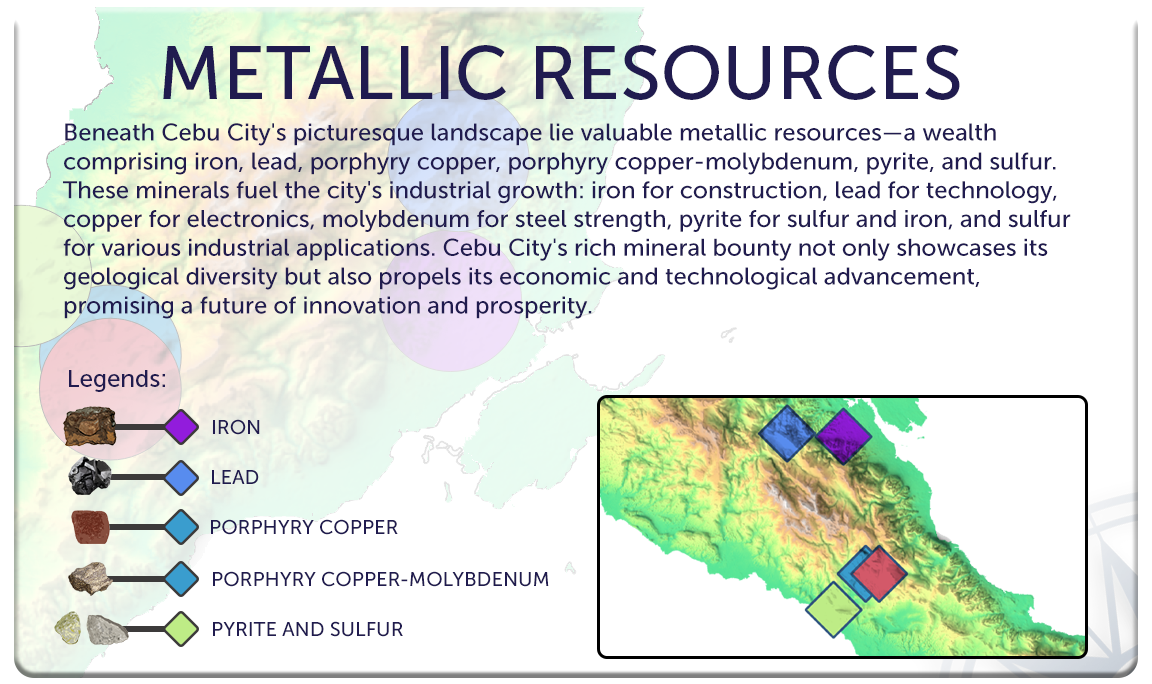 METALLIC RESOURCES
Beneath Cebu City's picturesque landscape lie valuable metallic resources—a wealth
comprising iron, lead, porphyry copper, porphyry copper-molybdenum, pyrite, and sulfur.
These minerals fuel the city's industrial growth: iron for construction, lead for technology,
copper for electronics, molybdenum for steel strength, pyrite for sulfur and iron, and sulfur
for various industrial applications. Cebu City's rich mineral bounty not only showcases its
geological diversity but also propels its economic and technological advancement,
promising a future of innovation and prosperity.
Legends:
IRON
LEAD
PORPHYRY COPPER
PORPHYRY COPPER-MOLYBDENUM
PYRITE AND SULFUR